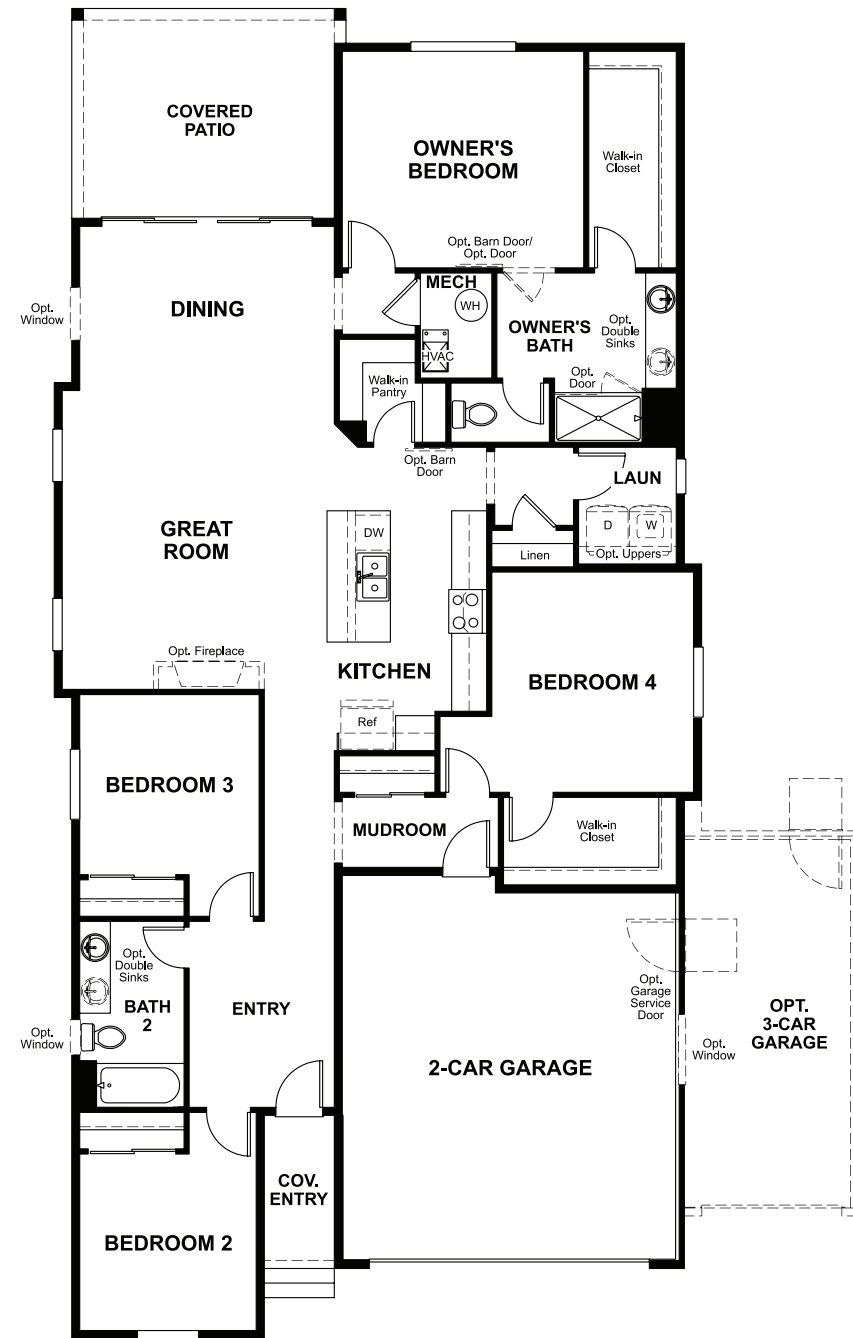 COVERED
PATIO
OWNER'S
BEDROOM
Walk-in
Closet
Opt. Barn Door/
Opt. Door
MECH
WH
HVAC
Opt.
Window
DINING
OWNER'S
BATH
Opt.
Double
Sinks
Opt.
Door
Walk-in
Pantry
Opt. Barn
Door
LAUN
D
W
Opt. Uppers
Linen
GREAT
ROOM
DW
Opt. Fireplace
KITCHEN
Ref
BEDROOM 4
BEDROOM 3
MUDROOM
Walk-in
Closet
Opt.
Double
Sinks
BATH
2
Opt.
Window
ENTRY
2-CAR GARAGE
Opt.
Garage
Service
Door
Opt.
Window
OPT.
3-CAR
GARAGE
COV.
ENTRY
BEDROOM 2